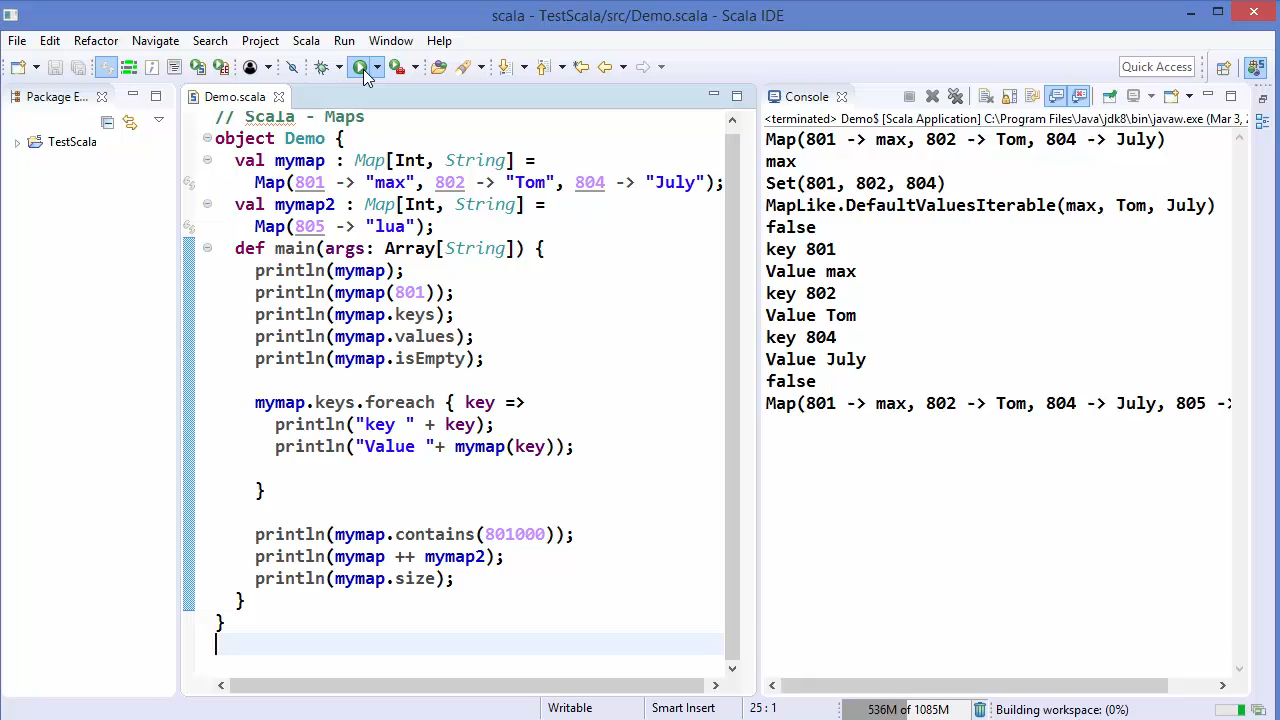 scala - TestScala/src/Demo.scala - Scala IDE
File Edit Refactor Navigate Search Project Scala Run Window Help
Quick Access
Package E...
TestScala
Demo.scala
// Scala - Maps
object Demo {
val mymap : Map[Int, String] =
Map(801 -> "max", 802 -> "Tom", 804 -> "July");
val mymap2 : Map[Int, String] =
Map(805 -> "lua");
def main(args: Array[String]) {
println(mymap);
println(mymap(801));
println(mymap.keys);
println(mymap.values);
println(mymap.isEmpty);
mymap.keys.foreach { key =>
println("key " + key);
println("Value "+ mymap(key));
}
println(mymap.contains(801000));
println(mymap ++ mymap2);
println(mymap.size);
}
}
Console
<terminated> Demo$ [Scala Application] C:\Program Files\Java\jdk8\bin\javaw.exe (Mar 3, 2
Map(801 -> max, 802 -> Tom, 804 -> July)
max
Set(801, 802, 804)
MapLike.DefaultValuesIterable(max, Tom, July)
false
key 801
Value max
key 802
Value Tom
key 804
Value July
false
Map(801 -> max, 802 -> Tom, 804 -> July, 805 ->
Writable Smart Insert 25 : 1 536M of 1085M Building workspace: (0%)